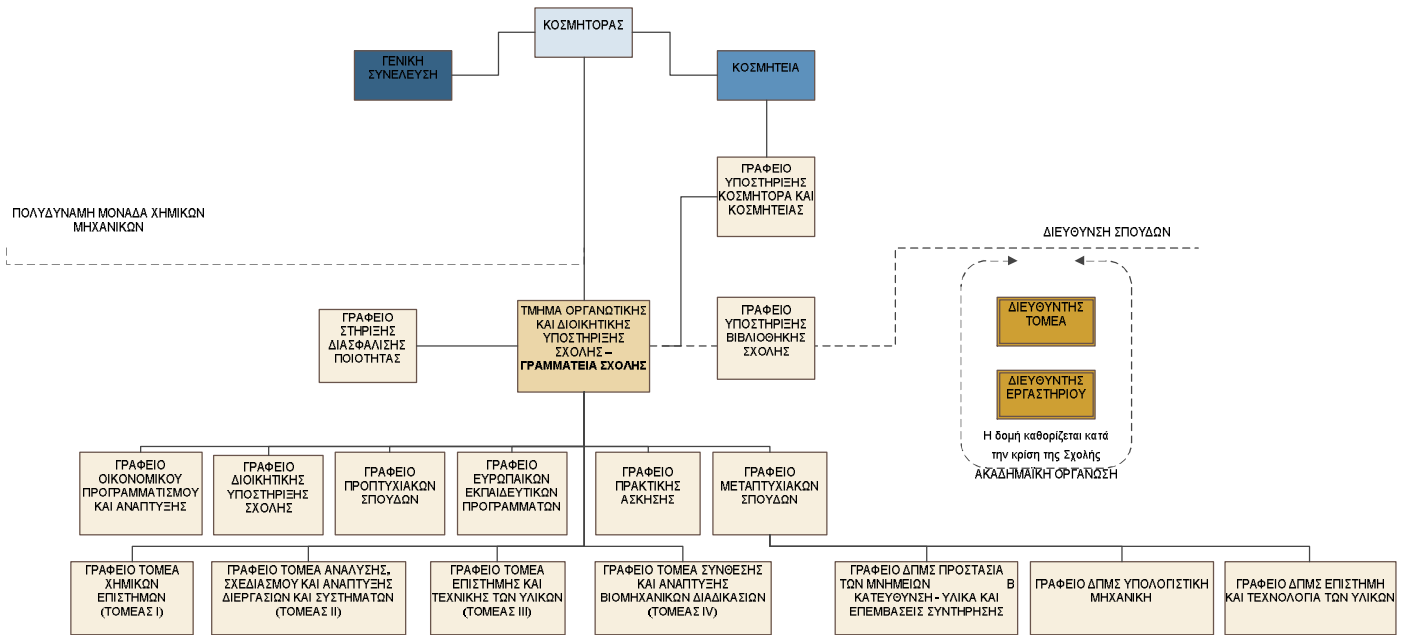 ΚΟΣΜΗΤΟΡΑΣ
ΓΕΝΙΚΗ
ΣΥΝΕΛΕΥΣΗ
ΚΟΣΜΗΤΕΙΑ
ΓΡΑΦΕΙΟ
ΥΠΟΣΤΗΡΙΞΗΣ
ΚΟΣΜΗΤΟΡΑ ΚΑΙ
ΚΟΣΜΗΤΕΙΑΣ
ΠΟΛΥΔΥΝΑΜΗ ΜΟΝΑΔΑ ΧΗΜΙΚΩΝ
ΜΗΧΑΝΙΚΩΝ
ΔΙΕΥΘΥΝΣΗ ΣΠΟΥΔΩΝ
ΓΡΑΦΕΙΟ
ΣΤΗΡΙΞΗΣ
ΔΙΑΣΦΑΛΙΣΗΣ
ΠΟΙΟΤΗΤΑΣ
ΤΜΗΜΑ ΟΡΓΑΝΩΤΙΚΗΣ
ΚΑΙ ΔΙΟΙΚΗΤΙΚΗΣ
ΥΠΟΣΤΗΡΙΞΗΣ
ΣΧΟΛΗΣ –
ΓΡΑΜΜΑΤΕΙΑ ΣΧΟΛΗΣ
ΓΡΑΦΕΙΟ
ΥΠΟΣΤΗΡΙΞΗΣ
ΒΙΒΛΙΟΘΗΚΗΣ
ΣΧΟΛΗΣ
ΔΙΕΥΘΥΝΤΗΣ
ΤΟΜΕΑ
ΔΙΕΥΘΥΝΤΗΣ
ΕΡΓΑΣΤΗΡΙΟΥ
Η δομή καθορίζεται κατά
την κρίση της Σχολής
ΑΚΑΔΗΜΑΪΚΗ ΟΡΓΑΝΩΣΗ
ΓΡΑΦΕΙΟ
ΟΙΚΟΝΟΜΙΚΟΥ
ΠΡΟΓΡΑΜΜΑΤΙΣΜΟΥ
ΚΑΙ ΑΝΑΠΤΥΞΗΣ
ΓΡΑΦΕΙΟ
ΔΙΟΙΚΗΤΙΚΗΣ
ΥΠΟΣΤΗΡΙΞΗΣ
ΣΧΟΛΗΣ
ΓΡΑΦΕΙΟ
ΠΡΟΠΤΥΧΙΑΚΩΝ
ΣΠΟΥΔΩΝ
ΓΡΑΦΕΙΟ
ΕΥΡΩΠΑΙΚΩΝ
ΕΚΠΑΙΔΕΥΤΙΚΩΝ
ΠΡΟΓΡΑΜΜΑΤΩΝ
ΓΡΑΦΕΙΟ
ΠΡΑΚΤΙΚΗΣ
ΑΣΚΗΣΗΣ
ΓΡΑΦΕΙΟ
ΜΕΤΑΠΤΥΧΙΑΚΩΝ
ΣΠΟΥΔΩΝ
ΓΡΑΦΕΙΟ ΤΟΜΕΑ
ΧΗΜΙΚΩΝ
ΕΠΙΣΤΗΜΩΝ
(ΤΟΜΕΑΣ Ι)
ΓΡΑΦΕΙΟ ΤΟΜΕΑ ΑΝΑΛΥΣΗΣ,
ΣΧΕΔΙΑΣΜΟΥ ΚΑΙ ΑΝΑΠΤΥΞΗΣ
ΔΙΕΡΓΑΣΙΩΝ ΚΑΙ ΣΥΣΤΗΜΑΤΩΝ
(ΤΟΜΕΑΣ ΙΙ)
ΓΡΑΦΕΙΟ ΤΟΜΕΑ
ΕΠΙΣΤΗΜΗΣ ΚΑΙ
ΤΕΧΝΙΚΗΣ ΤΩΝ ΥΛΙΚΩΝ
(ΤΟΜΕΑΣ ΙΙΙ)
ΓΡΑΦΕΙΟ ΤΟΜΕΑ ΣΥΝΘΕΣΗΣ
ΚΑΙ ΑΝΑΠΤΥΞΗΣ
ΒΙΟΜΗΧΑΝΙΚΩΝ ΔΙΑΔΙΚΑΣΙΩΝ
(ΤΟΜΕΑΣ IV)
ΓΡΑΦΕΙΟ ΔΠΜΣ ΠΡΟΣΤΑΣΙΑ
ΤΩΝ ΜΝΗΜΕΙΩΝ Β
ΚΑΤΕΥΘΥΝΣΗ - ΥΛΙΚΑ ΚΑΙ
ΕΠΕΜΒΑΣΕΙΣ ΣΥΝΤΗΡΗΣΗΣ
ΓΡΑΦΕΙΟ ΔΠΜΣ ΥΠΟΛΟΓΙΣΤΙΚΗ
ΜΗΧΑΝΙΚΗ
ΓΡΑΦΕΙΟ ΔΠΜΣ ΕΠΙΣΤΗΜΗ
ΚΑΙ ΤΕΧΝΟΛΟΓΙΑ ΤΩΝ ΥΛΙΚΩΝ